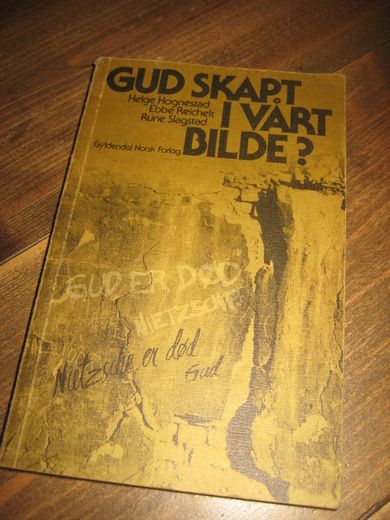 GUD SKAPT
Helge Hognestad
Ebbe Reichelt
Rune Slagstad
I VÅRT
Gyldendal Norsk Forlag
BILDE?
GUD ER DØD
NIETZSCHE
Nietzsche er død
Gud